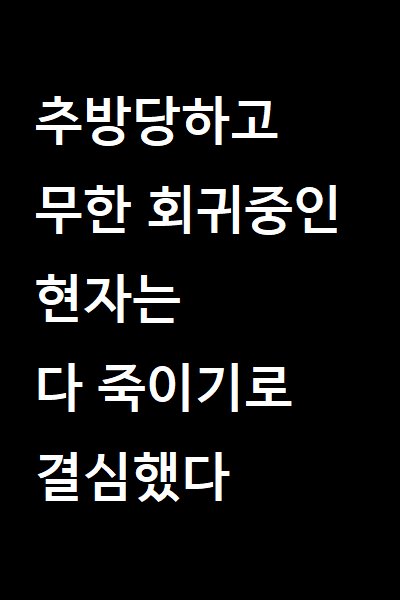 추방당하고
무한 회귀중인
현자는
다 죽이기로
결심했다